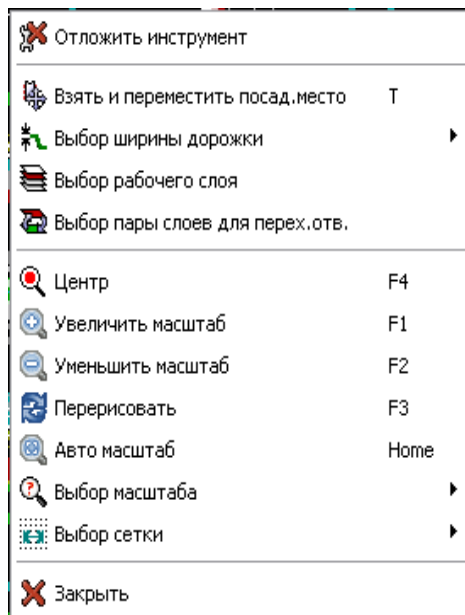 Отложить инструмент
Взять и переместить посад.место T
Выбор ширины дорожки
Выбор рабочего слоя
Выбор пары слоев для перех.отв.
Центр F4
Увеличить масштаб F1
Уменьшить масштаб F2
Перерисовать F3
Авто масштаб Home
Выбор масштаба
Выбор сетки
Закрыть